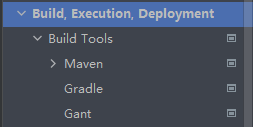 Build, Execution, Deployment
Build Tools
Maven
Gradle
Gant